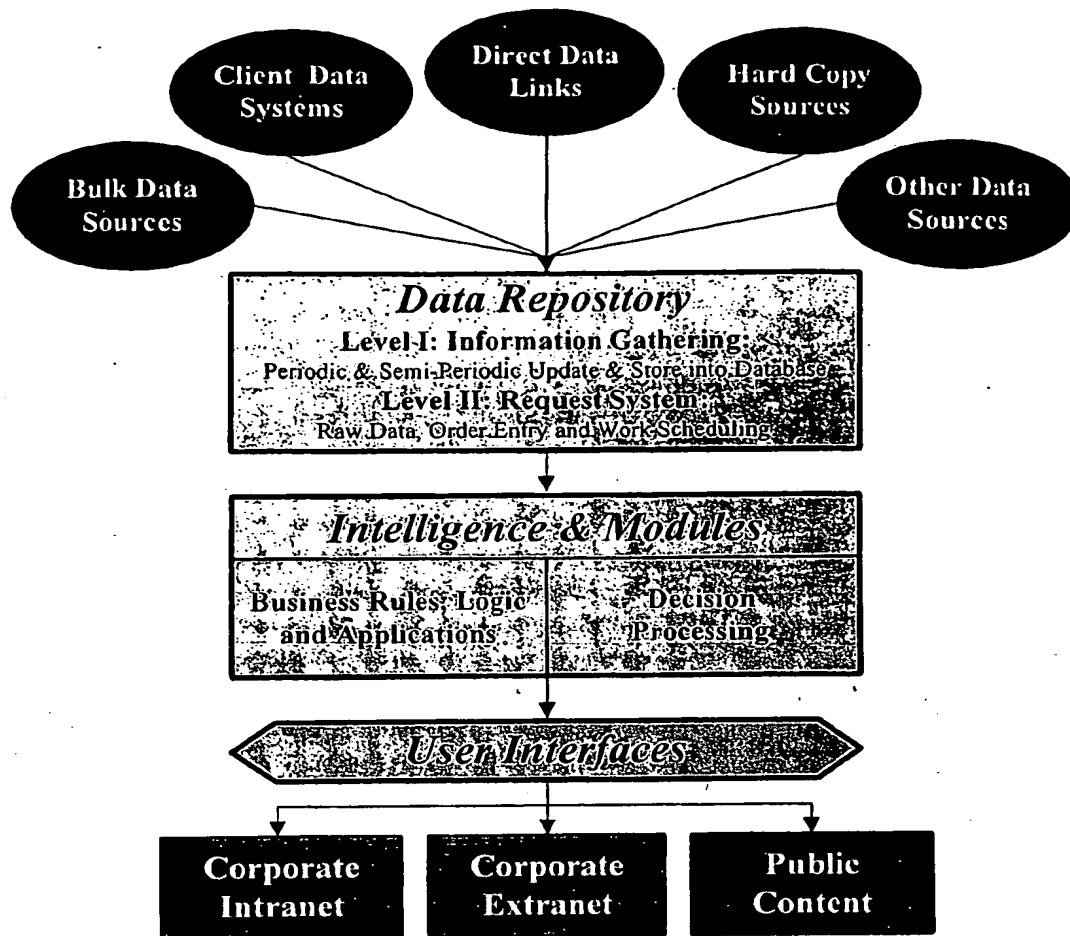 Direct Data
Links
Client Data
Systems
Hard Copy
Sources
Bulk Data
Sources
Other Data
Sources
Data Repository
Level I: Information Gathering:
Periodic & Semi-Periodic Update & Store into Database
Level II: Request System
Raw Data, Order Entry and Work Scheduling
Intelligence & Modules
Business Rules, Logic
and Applications
Decision
Processing
User Interfaces
Corporate
Intranet
Corporate
Extranet
Public
Content